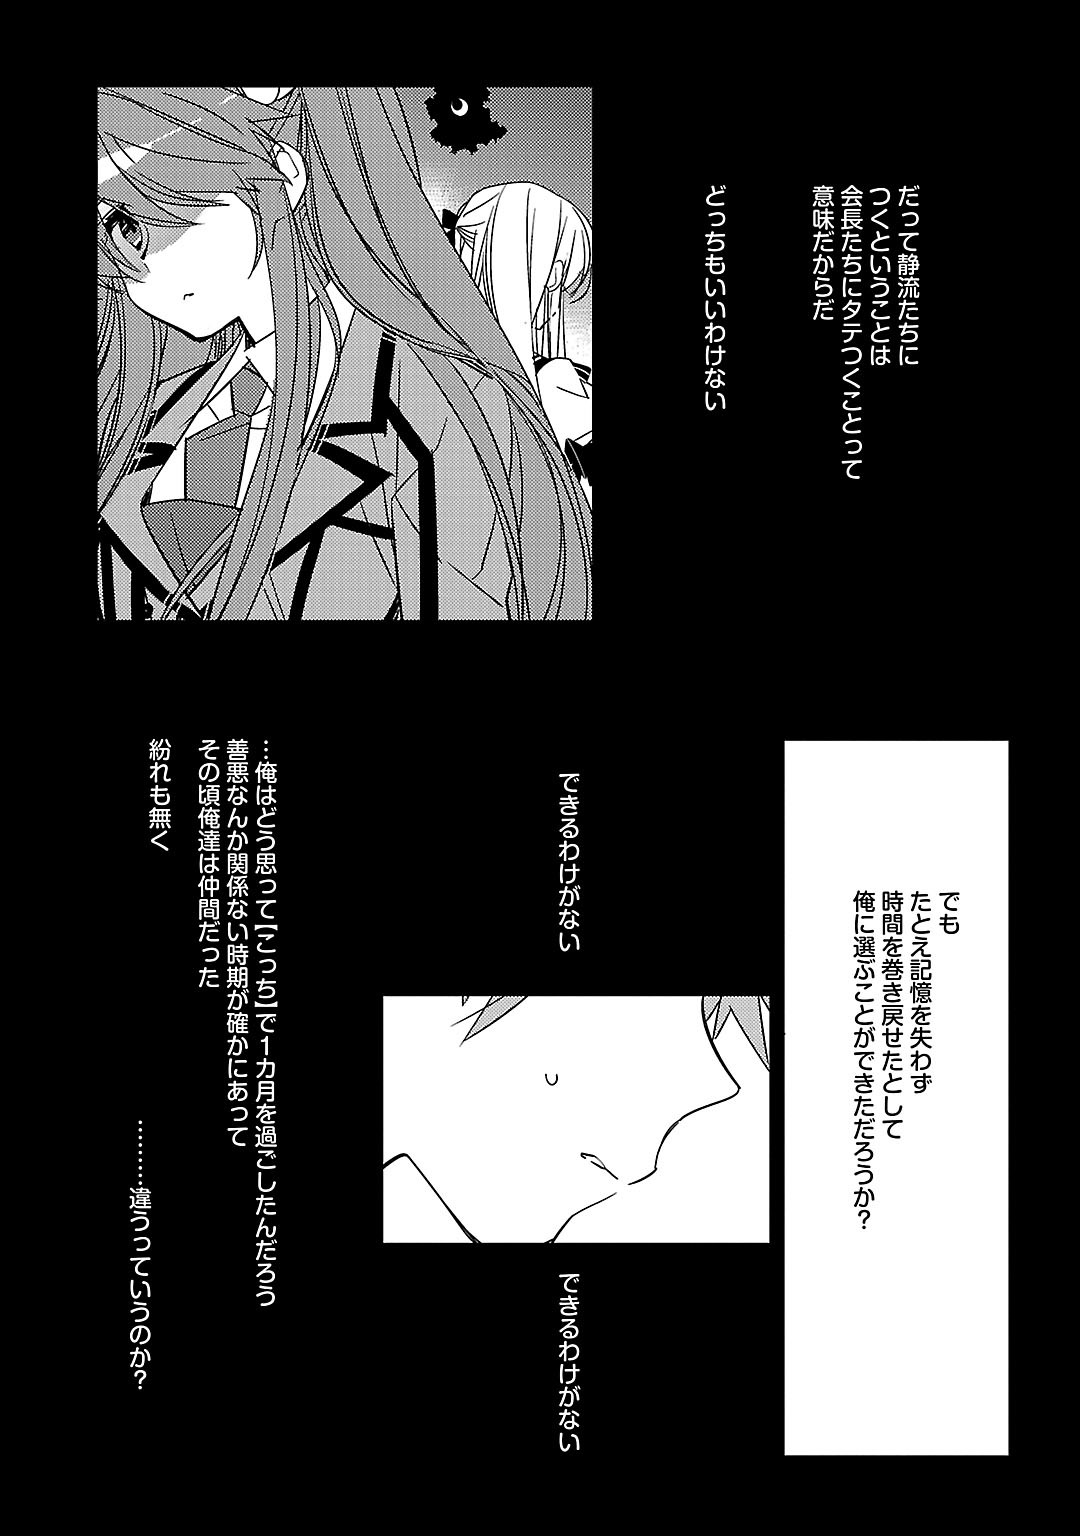 だって静流たちに
つくということは
会長たちにタテつくことって
意味だからだ
どっちもいいわけない
でも
たとえ記憶を失わず
時間を巻き戻せたとして
俺に選ぶことができただろうか?
できるわけがない
できるわけがない
…俺はどう思って【こっち】で1カ月を過ごしたんだろう
善悪なんか関係ない時期が確かにあって
その頃俺達は仲間だった
紛れも無く
………違うっていうのか?